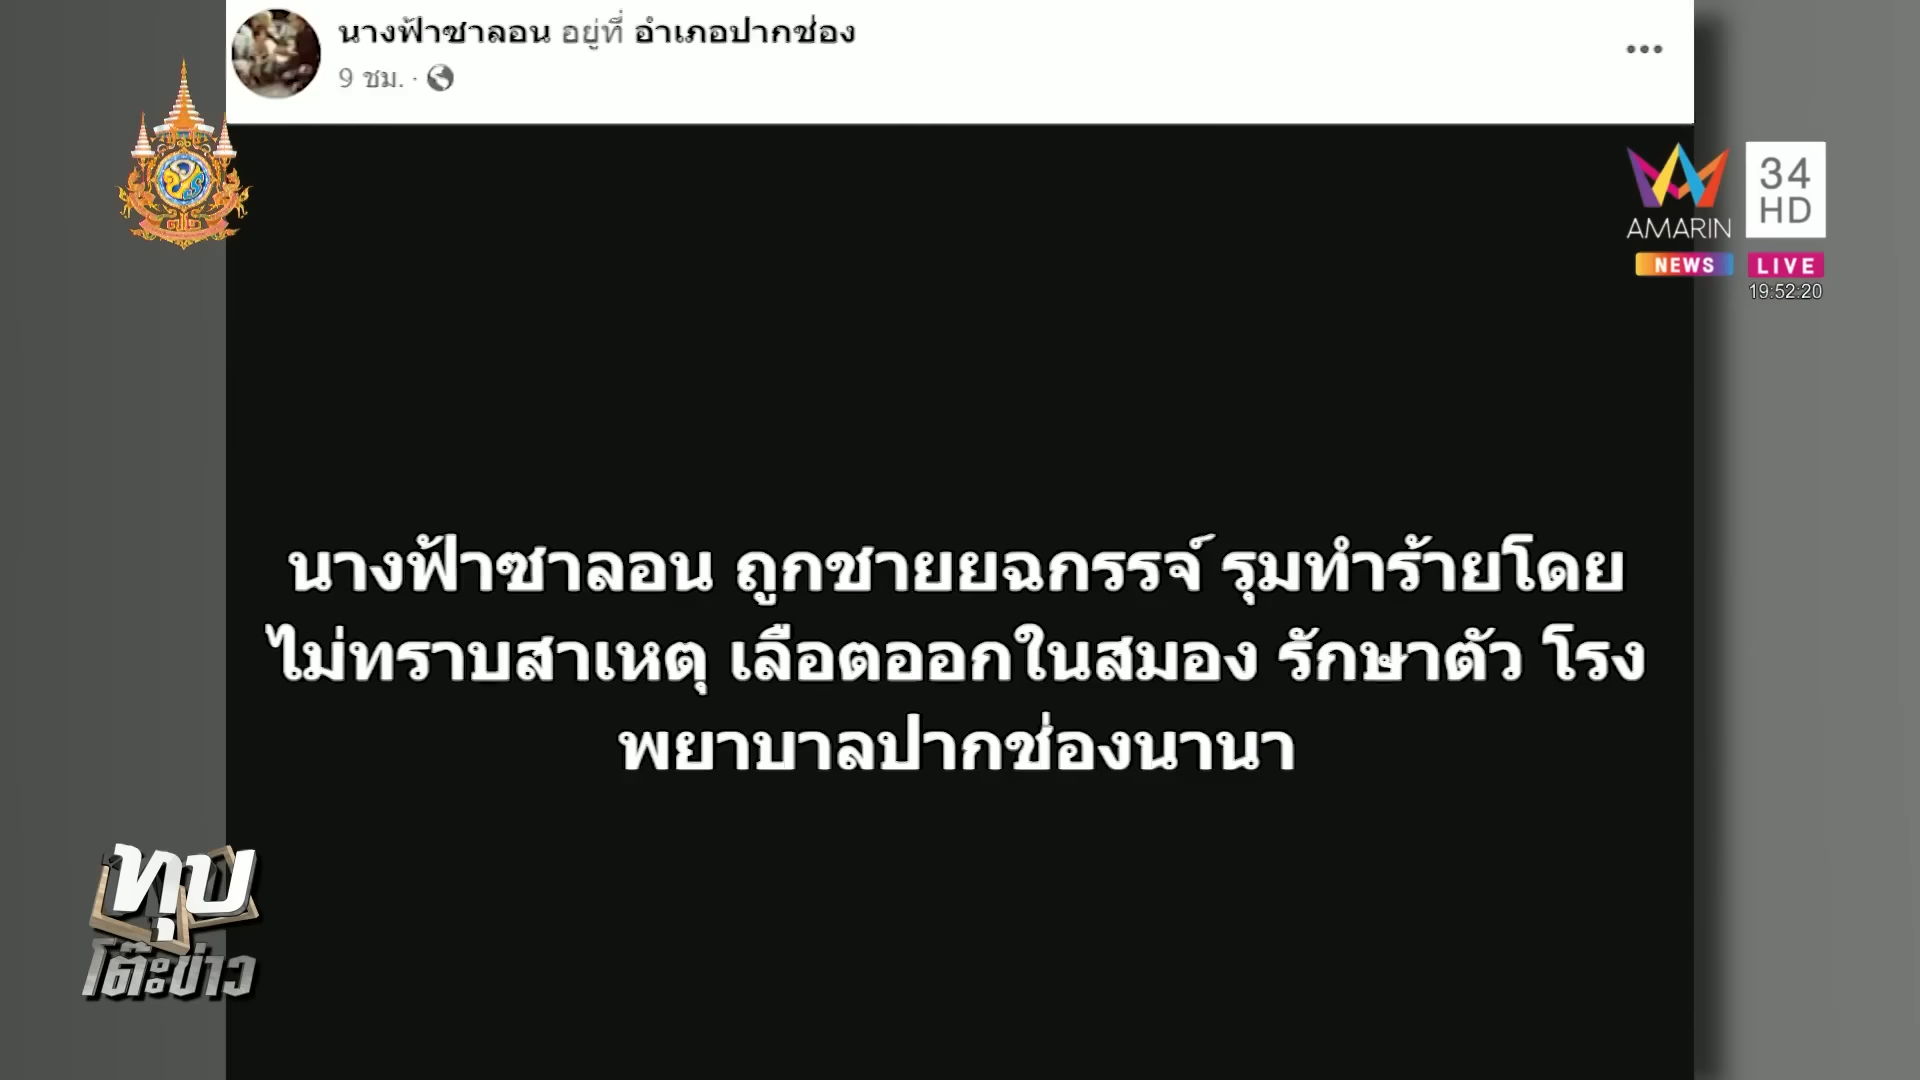 นางฟ้าซาลอน อยู่ที่ อำเภอปากช่อง
9 ชม. ·
AMARIN
34
HD
NEWS
LIVE
19:52:20
นางฟ้าซาลอน ถูกชายยฉกรรจ์ รุมทำร้ายโดย
ไม่ทราบสาเหตุ เลือตออกในสมอง รักษาตัว โรง
พยาบาลปากช่องนานา
ทุบ
โต๊ะข่าว